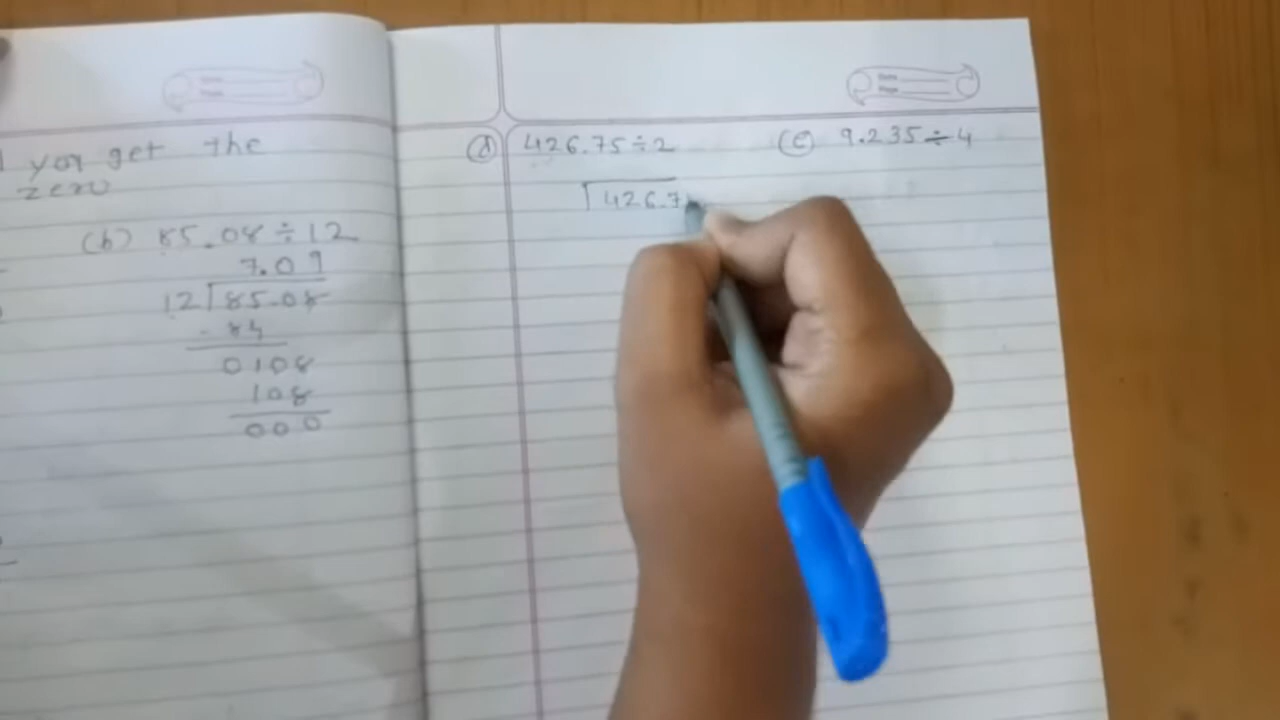 yor get the
zero
(b) 85.08÷12
7.09
12 85.08
- 84
0108
108
000
(d) 426.75÷2
426.7
(c) 9.235÷4